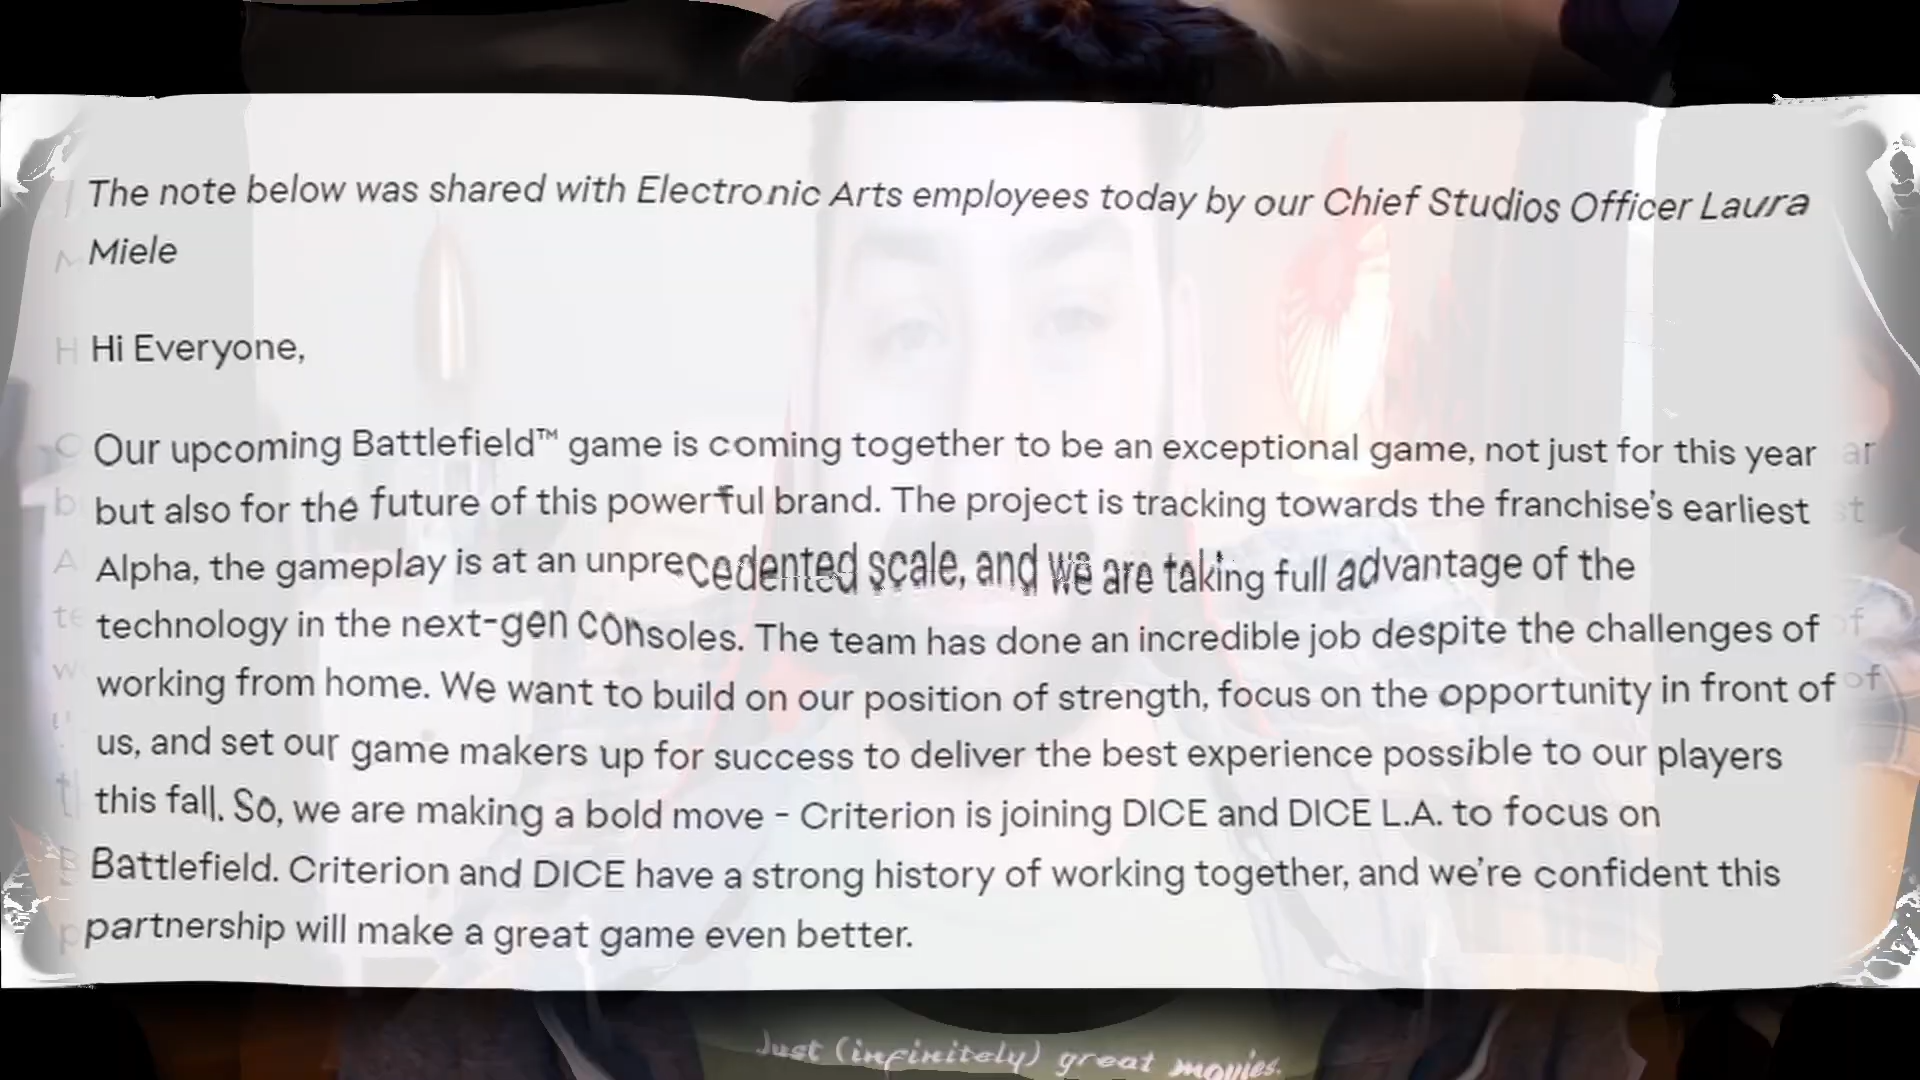 The note below was shared with Electronic Arts employees today by our Chief Studios Officer Laura
Miele
Hi Everyone,
Our upcoming Battlefield™ game is coming together to be an exceptional game, not just for this year
but also for the future of this powerful brand. The project is tracking towards the franchise's earliest
Alpha, the gameplay is at an unprecedented scale, and we are taking full advantage of the
technology in the next-gen consoles. The team has done an incredible job despite the challenges of
working from home. We want to build on our position of strength, focus on the opportunity in front of
us, and set our game makers up for success to deliver the best experience possible to our players
this fall. So, we are making a bold move - Criterion is joining DICE and DICE L.A. to focus on
Battlefield. Criterion and DICE have a strong history of working together, and we're confident this
partnership will make a great game even better.
Just (infinitely) great movies.